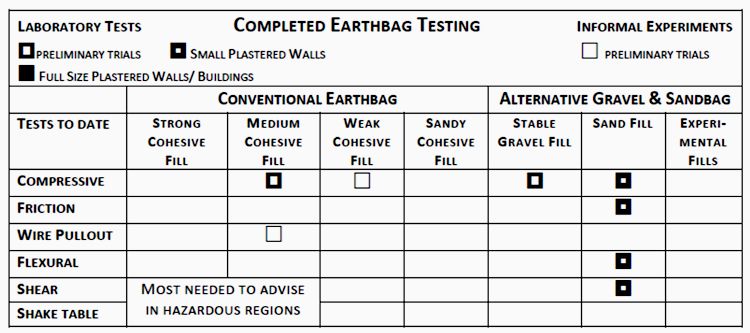 LABORATORY TESTS COMPLETED EARTHBAG TESTING INFORMAL EXPERIMENTS
PRELIMINARY TRIALS SMALL PLASTERED WALLS PRELIMINARY TRIALS
FULL SIZE PLASTERED WALLS/ BUILDINGS
CONVENTIONAL EARTHBAG ALTERNATIVE GRAVEL & SANDBAG
TESTS TO DATE STRONG MEDIUM WEAK SANDY STABLE SAND FILL EXPERI-
COHESIVE COHESIVE COHESIVE COHESIVE GRAVEL FILL MENTAL
FILL FILL FILL FILL FILLS
COMPRESSIVE
FRICTION
WIRE PULLOUT
FLEXURAL
SHEAR MOST NEEDED TO ADVISE
SHAKE TABLE IN HAZARDOUS REGIONS